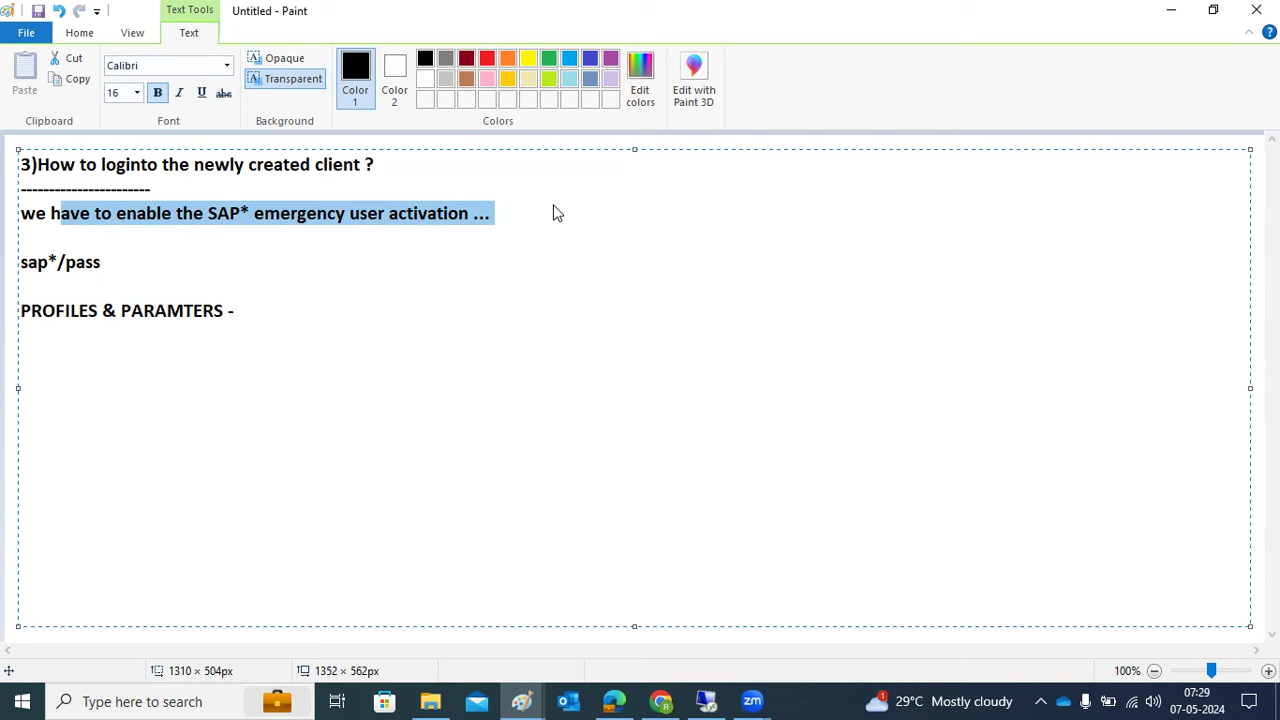 Text Tools
Untitled - Paint
File
Home
View
Text
Paste
Cut
Copy
Clipboard
Calibri
16
B
I
U
abc
Font
Opaque
Transparent
Background
Color 1
Color 2
Edit colors
Edit with Paint 3D
Colors
3)How to loginto the newly created client ?
-----------------------
we have to enable the SAP* emergency user activation ...
sap*/pass
PROFILES & PARAMTERS -
1310 × 504px
1352 × 562px
100%
Type here to search
zm
1
29°C Mostly cloudy
07:29
07-05-2024